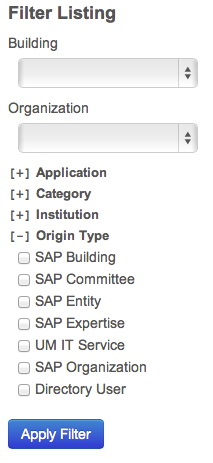 Filter Listing
Building
Organization
[+] Application
[+] Category
[+] Institution
[-] Origin Type
SAP Building
SAP Committee
SAP Entity
SAP Expertise
UM IT Service
SAP Organization
Directory User
Apply Filter